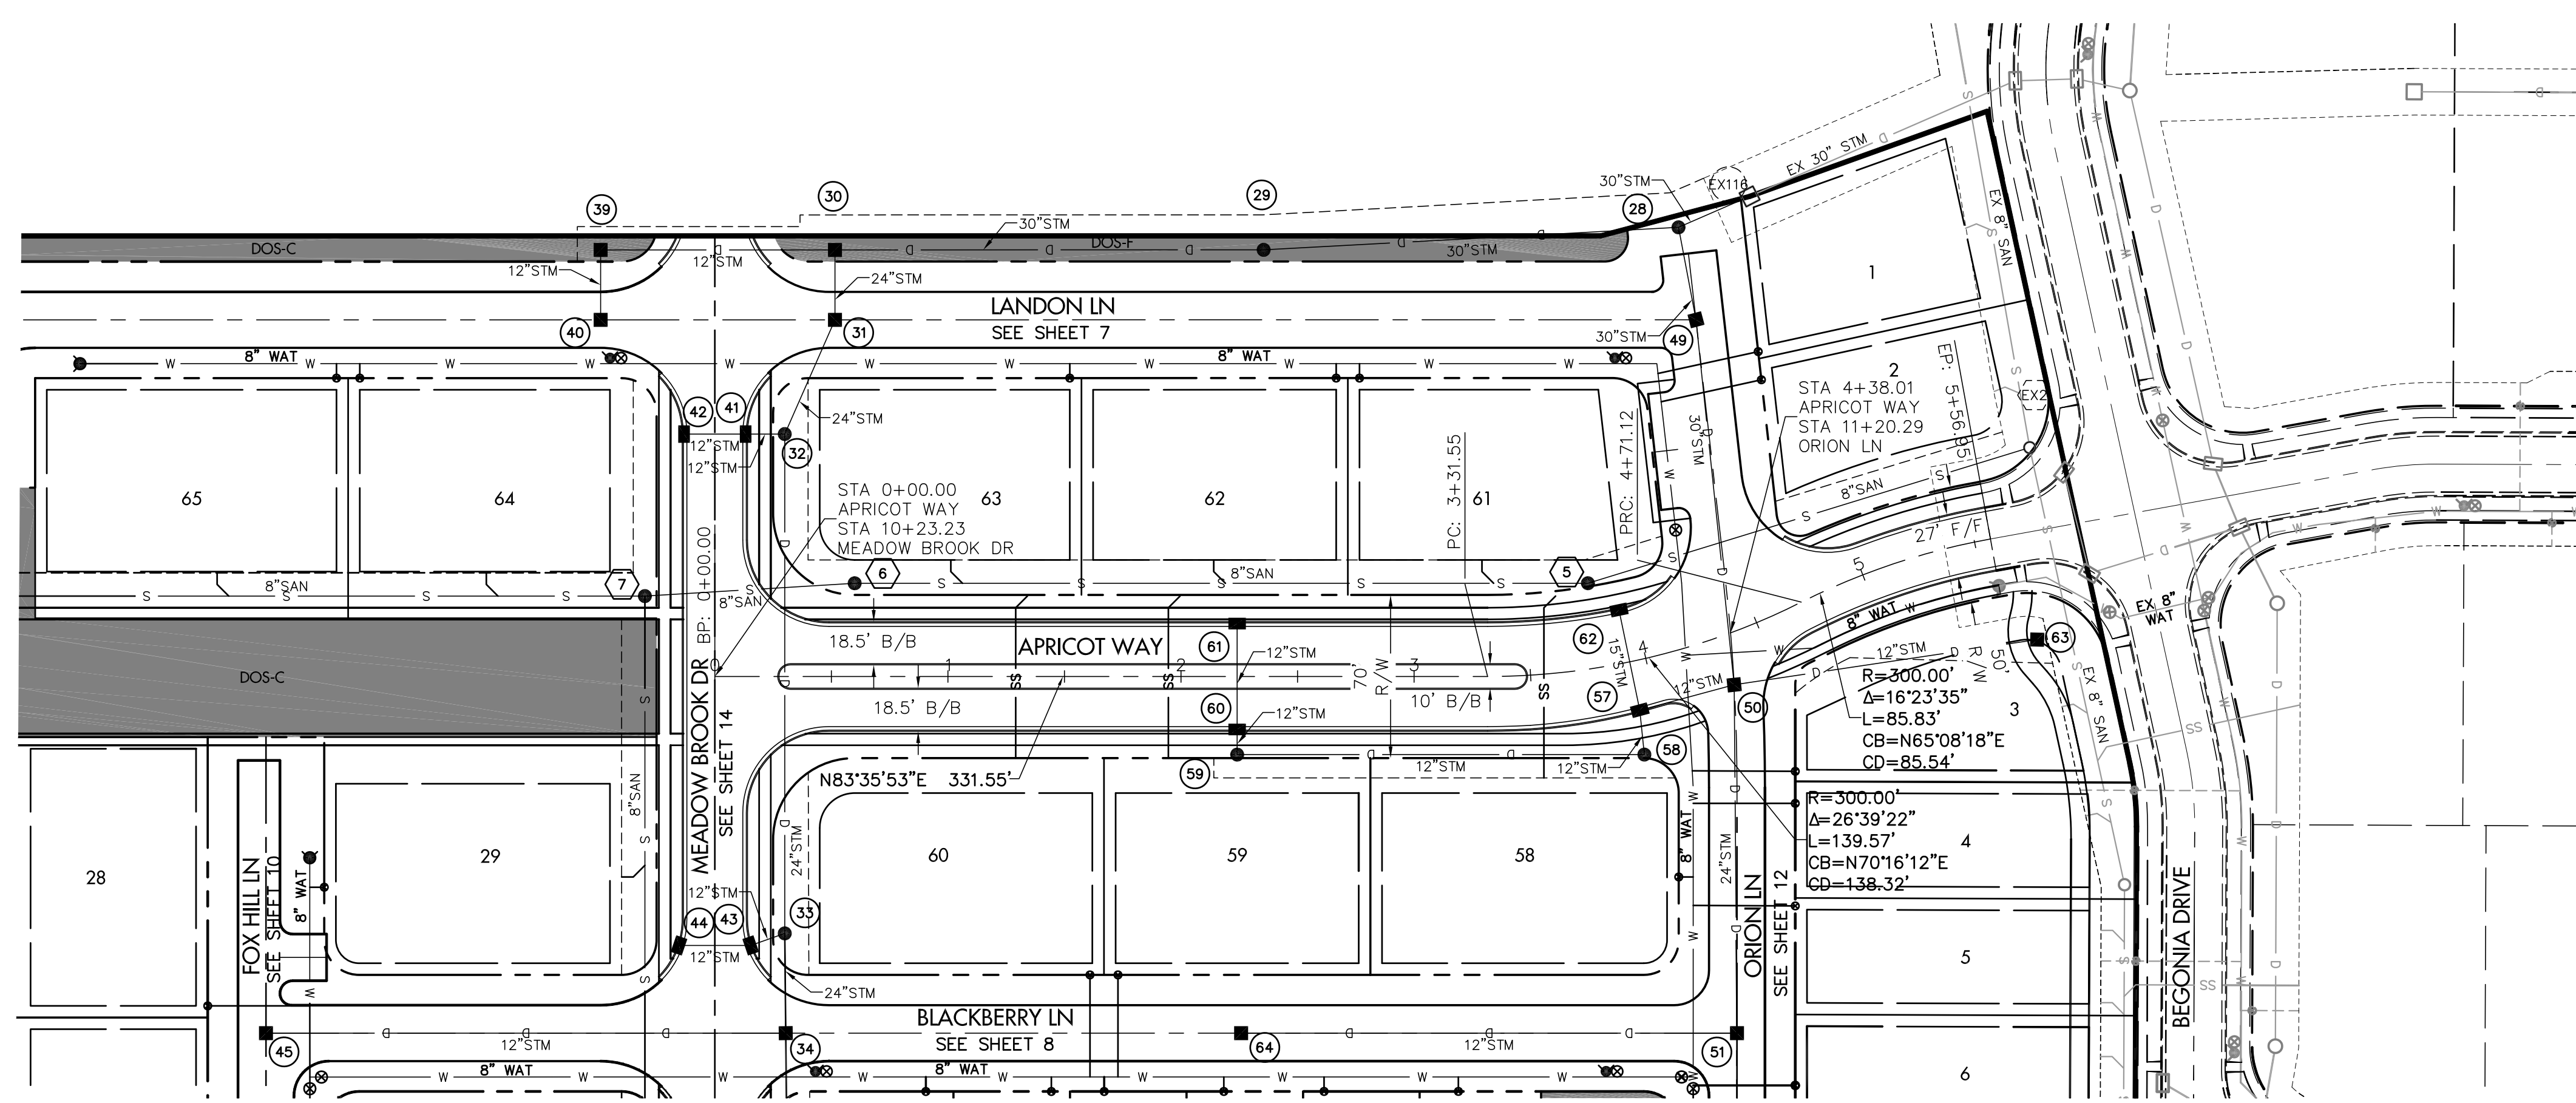 39
30
29
28
30"STM
EX116
EX 30" STM
D
EX 8" SAN
DOS-C
12"STM
DOS-F
30"STM
30"STM
12"STM
24"STM
LANDON LN
SEE SHEET 7
40
31
30"STM
49
1
8" WAT
8" WAT
2
EP: 5+56.95
EX2
42
41
12"STM
12"STM
32
24"STM
STA 4+38.01
APRICOT WAY
STA 11+20.29
ORION LN
30"STM
65
64
63
62
61
PC: 3+31.55
PRC: 4+71.12
8"SAN
STA 0+00.00
APRICOT WAY
STA 10+23.23
MEADOW BROOK DR
BP: 0+00.00
27' F/F
8"SAN
7
8"SAN
6
8"SAN
5
5
8" WAT
EX 8"
WAT
18.5' B/B
APRICOT WAY
61
62
4
63
12"STM
12"STM
15"STM
0
1
2
3
DOS-C
SS
SS
SS
70'
R/W
10' B/B
12"STM
50'
R/W
EX 8" SAN
18.5' B/B
60
12"STM
57
50
R=300.00'
Δ=16°23'35"
L=85.83'
CB=N65°08'18"E
CD=85.54'
3
58
59
12"STM
12"STM
N83°35'53"E 331.55'
MEADOW BROOK DR
SEE SHEET 14
8"SAN
24"STM
R=300.00'
Δ=26°39'22"
L=139.57'
CB=N70°16'12"E
CD=138.32'
4
28
29
60
59
58
8" WAT
24"STM
FOX HILL LN
SEE SHEET 10
8" WAT
12"STM
44
43
33
12"STM
24"STM
ORION LN
SEE SHEET 12
5
BEGONIA DRIVE
BLACKBERRY LN
SEE SHEET 8
45
12"STM
34
64
12"STM
51
8" WAT
8" WAT
6